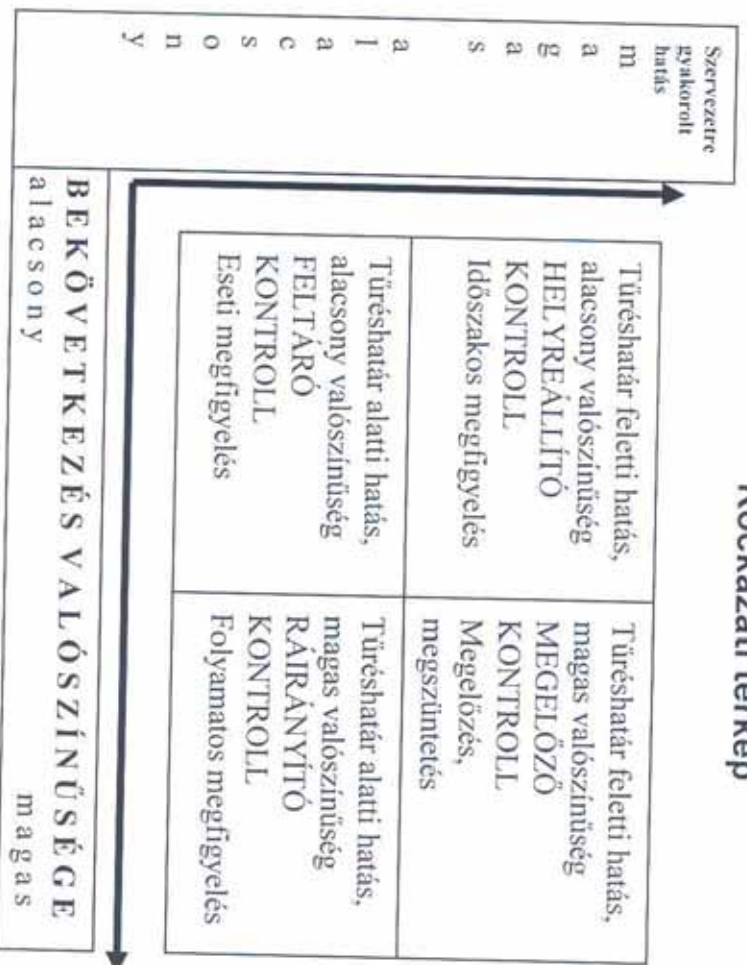 Kockázati térkép
Szervezetre
gyakorolt
hatás
m
a
g
a
s
a
l
a
c
s
o
n
y
Tűréshatár feletti hatás,
alacsony valószínűség
HELYREÁLLÍTÓ
KONTROLL
Időszakos megfigyelés
Tűréshatár feletti hatás,
magas valószínűség
MEGELŐZŐ
KONTROLL
Megelőzés,
megszüntetés
Tűréshatár alatti hatás,
alacsony valószínűség
FELTÁRÓ
KONTROLL
Eseti megfigyelés
Tűréshatár alatti hatás,
magas valószínűség
RÁIRÁNYÍTÓ
KONTROLL
Folyamatos megfigyelés
BEKÖVETKEZÉS VALÓSZÍNŰSÉGE
alacsony magas